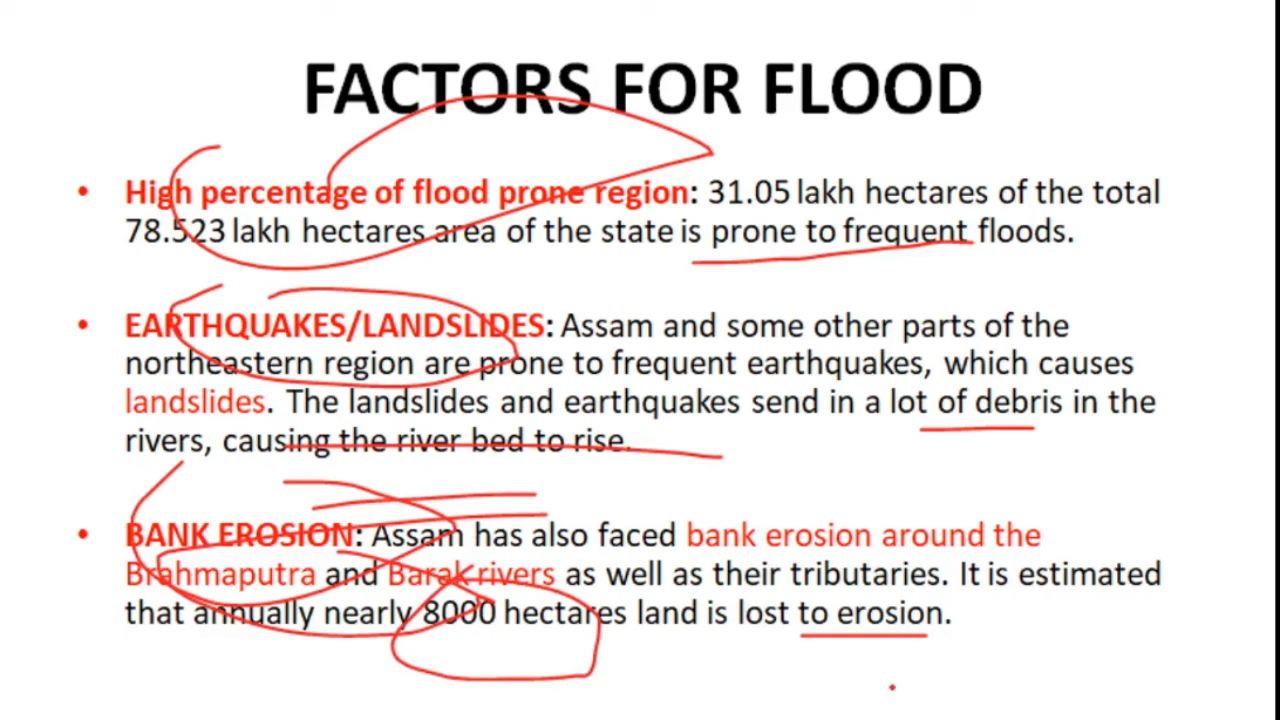 FACTORS FOR FLOOD
• High percentage of flood prone region: 31.05 lakh hectares of the total
78.523 lakh hectares area of the state is prone to frequent floods.
• EARTHQUAKES/LANDSLIDES: Assam and some other parts of the
northeastern region are prone to frequent earthquakes, which causes
landslides. The landslides and earthquakes send in a lot of debris in the
rivers, causing the river bed to rise.
• BANK EROSION: Assam has also faced bank erosion around the
Brahmaputra and Barak rivers as well as their tributaries. It is estimated
that annually nearly 8000 hectares land is lost to erosion.